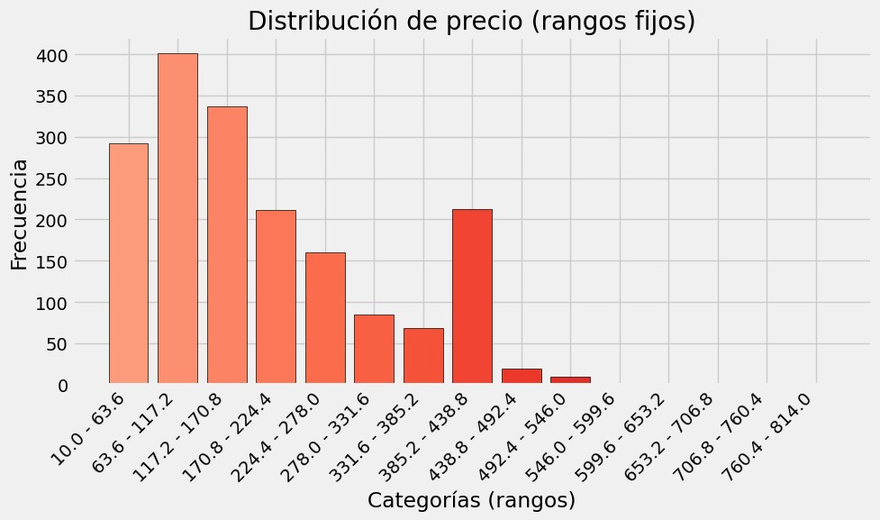 Distribución de precio (rangos fijos)
Frecuencia
400
350
300
250
200
150
100
50
0
10.0 - 63.6
63.6 - 117.2
117.2 - 170.8
170.8 - 224.4
224.4 - 278.0
278.0 - 331.6
331.6 - 385.2
385.2 - 438.8
438.8 - 492.4
492.4 - 546.0
546.0 - 599.6
599.6 - 653.2
653.2 - 706.8
706.8 - 760.4
760.4 - 814.0
Categorías (rangos)